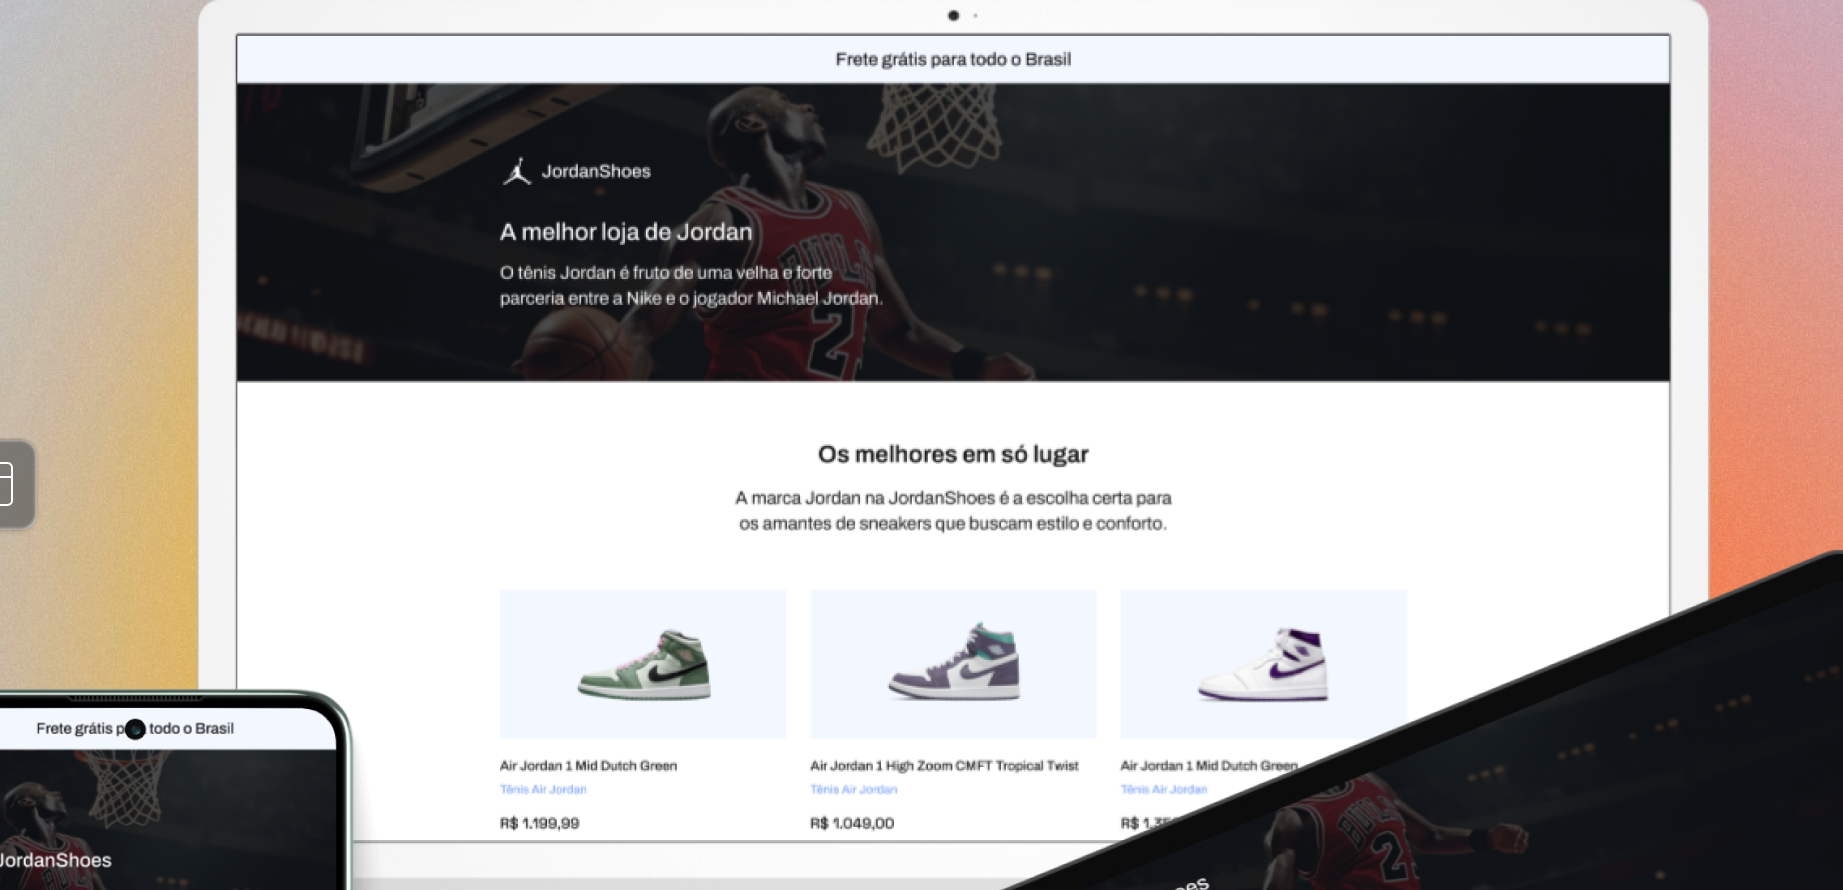 Frete grátis para todo o Brasil
JordanShoes
A melhor loja de Jordan
O tênis Jordan é fruto de uma velha e forte
parceria entre a Nike e o jogador Michael Jordan.
BULLS
2
Os melhores em só lugar
A marca Jordan na JordanShoes é a escolha certa para
os amantes de sneakers que buscam estilo e conforto.
Air Jordan 1 Mid Dutch Green
Tênis Air Jordan
R$ 1.199,99
Air Jordan 1 High Zoom CMFT Tropical Twist
Tênis Air Jordan
R$ 1.049,00
Air Jordan 1 Mid Dutch Green
Tênis Air Jordan
R$ 1.3
Frete grátis p todo o Brasil
JordanShoes
2